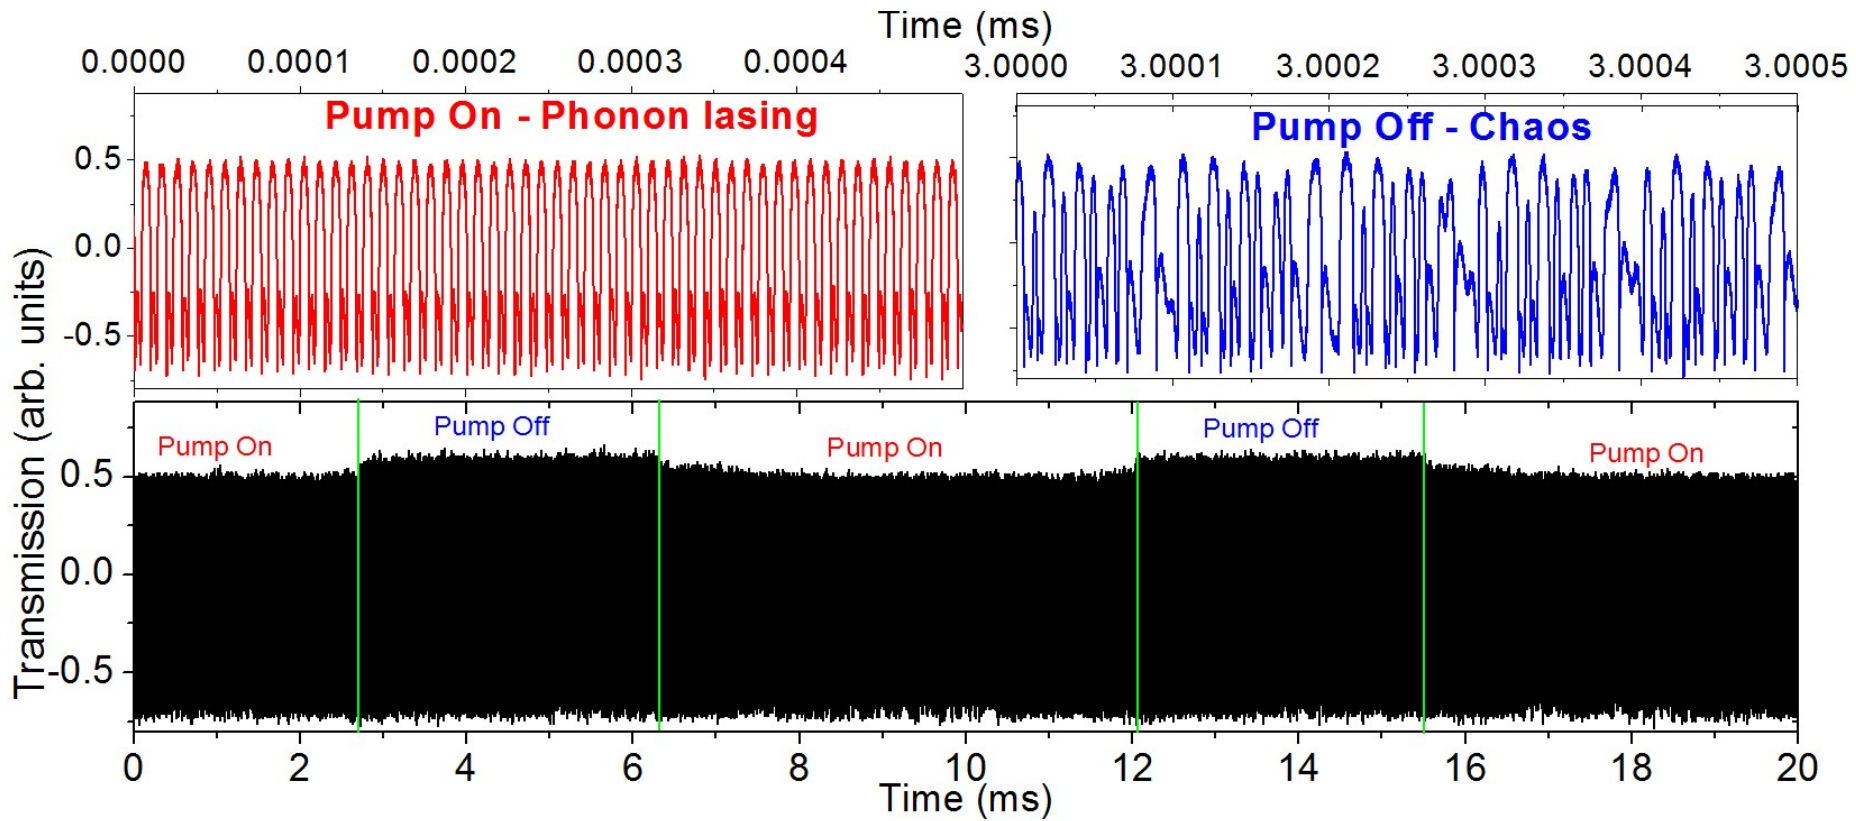 Time (ms)
0.0000 0.0001 0.0002 0.0003 0.0004 3.0000 3.0001 3.0002 3.0003 3.0004 3.0005
Pump On - Phonon lasing
Pump Off - Chaos
0.5
0.0
-0.5
Transmission (arb. units)
Pump On Pump Off Pump On Pump Off Pump On
0.5
0.0
-0.5
0 2 4 6 8 10 12 14 16 18 20
Time (ms)